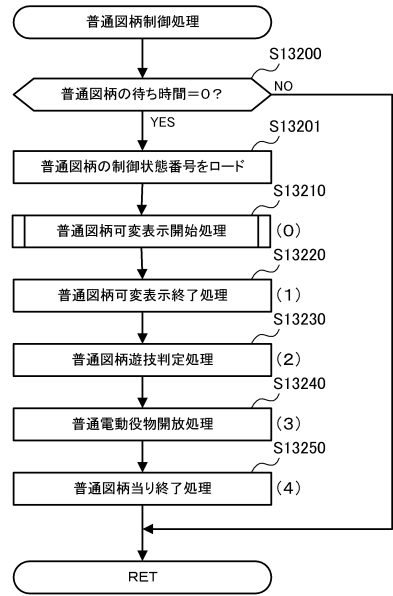 普通図柄制御処理
S13200
普通図柄の待ち時間＝0？
NO
YES
S13201
普通図柄の制御状態番号をロード
S13210
普通図柄可変表示開始処理
(0)
S13220
普通図柄可変表示終了処理
(1)
S13230
普通図柄遊技判定処理
(2)
S13240
普通電動役物開放処理
(3)
S13250
普通図柄当り終了処理
(4)
RET